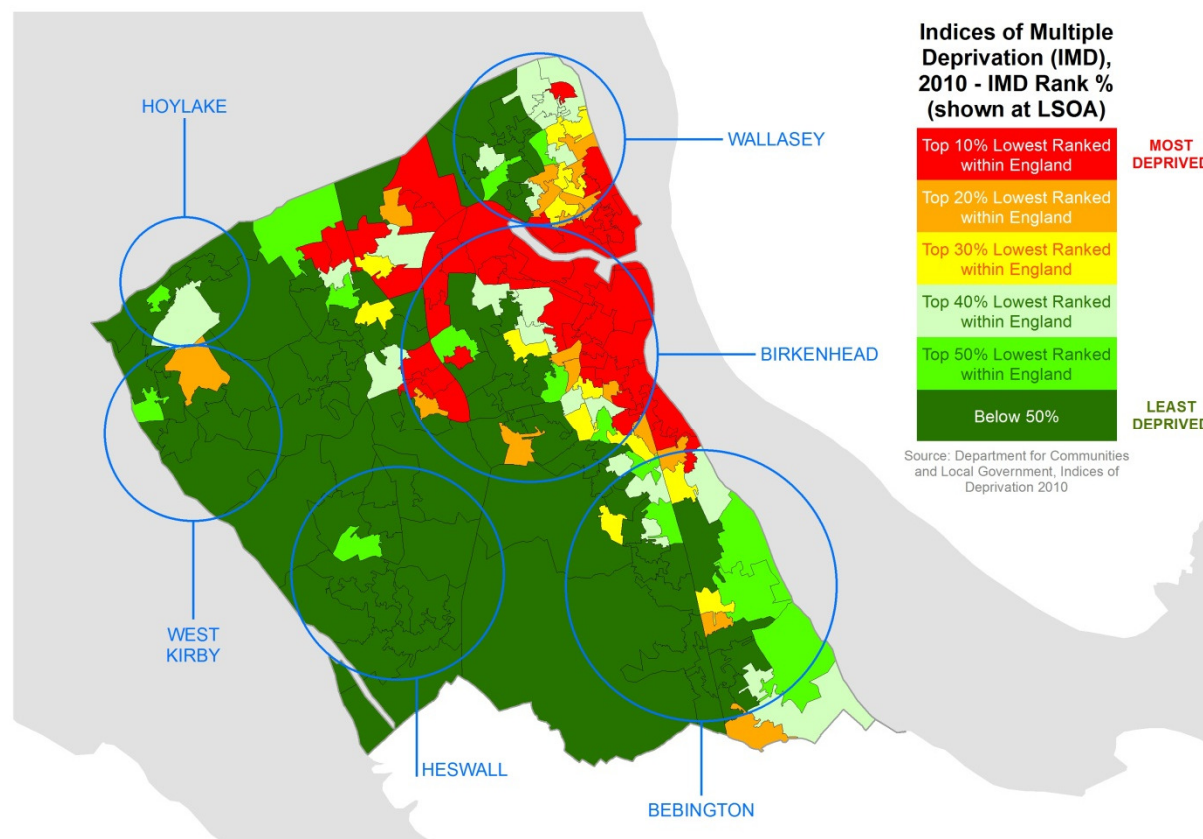 Indices of Multiple
Deprivation (IMD),
2010 - IMD Rank %
(shown at LSOA)
Top 10% Lowest Ranked
within England
MOST
DEPRIVED
Top 20% Lowest Ranked
within England
Top 30% Lowest Ranked
within England
Top 40% Lowest Ranked
within England
Top 50% Lowest Ranked
within England
Below 50%
LEAST
DEPRIVED
Source: Department for Communities
and Local Government, Indices of
Deprivation 2010
HOYLAKE
WALLASEY
BIRKENHEAD
WEST
KIRBY
HESWALL
BEBINGTON